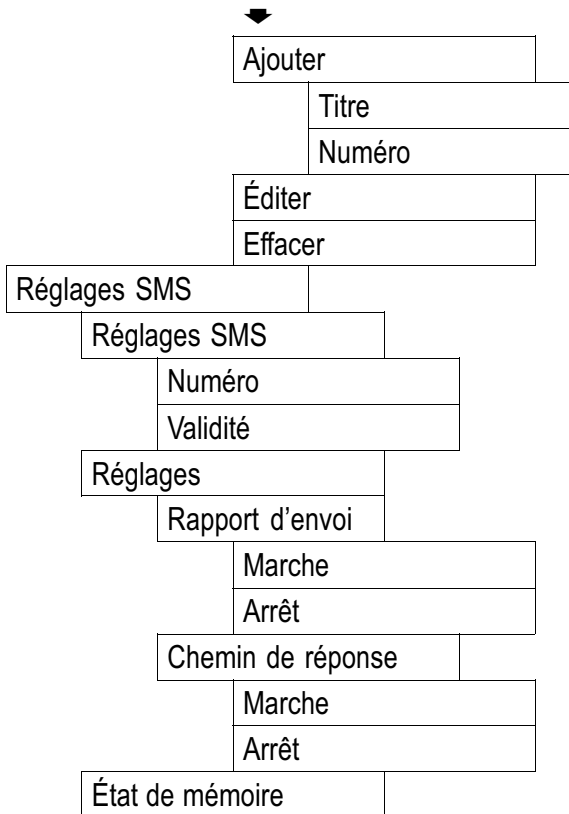 Ajouter
Titre
Numéro
Éditer
Effacer
Réglages SMS
Réglages SMS
Numéro
Validité
Réglages
Rapport d'envoi
Marche
Arrêt
Chemin de réponse
Marche
Arrêt
État de mémoire